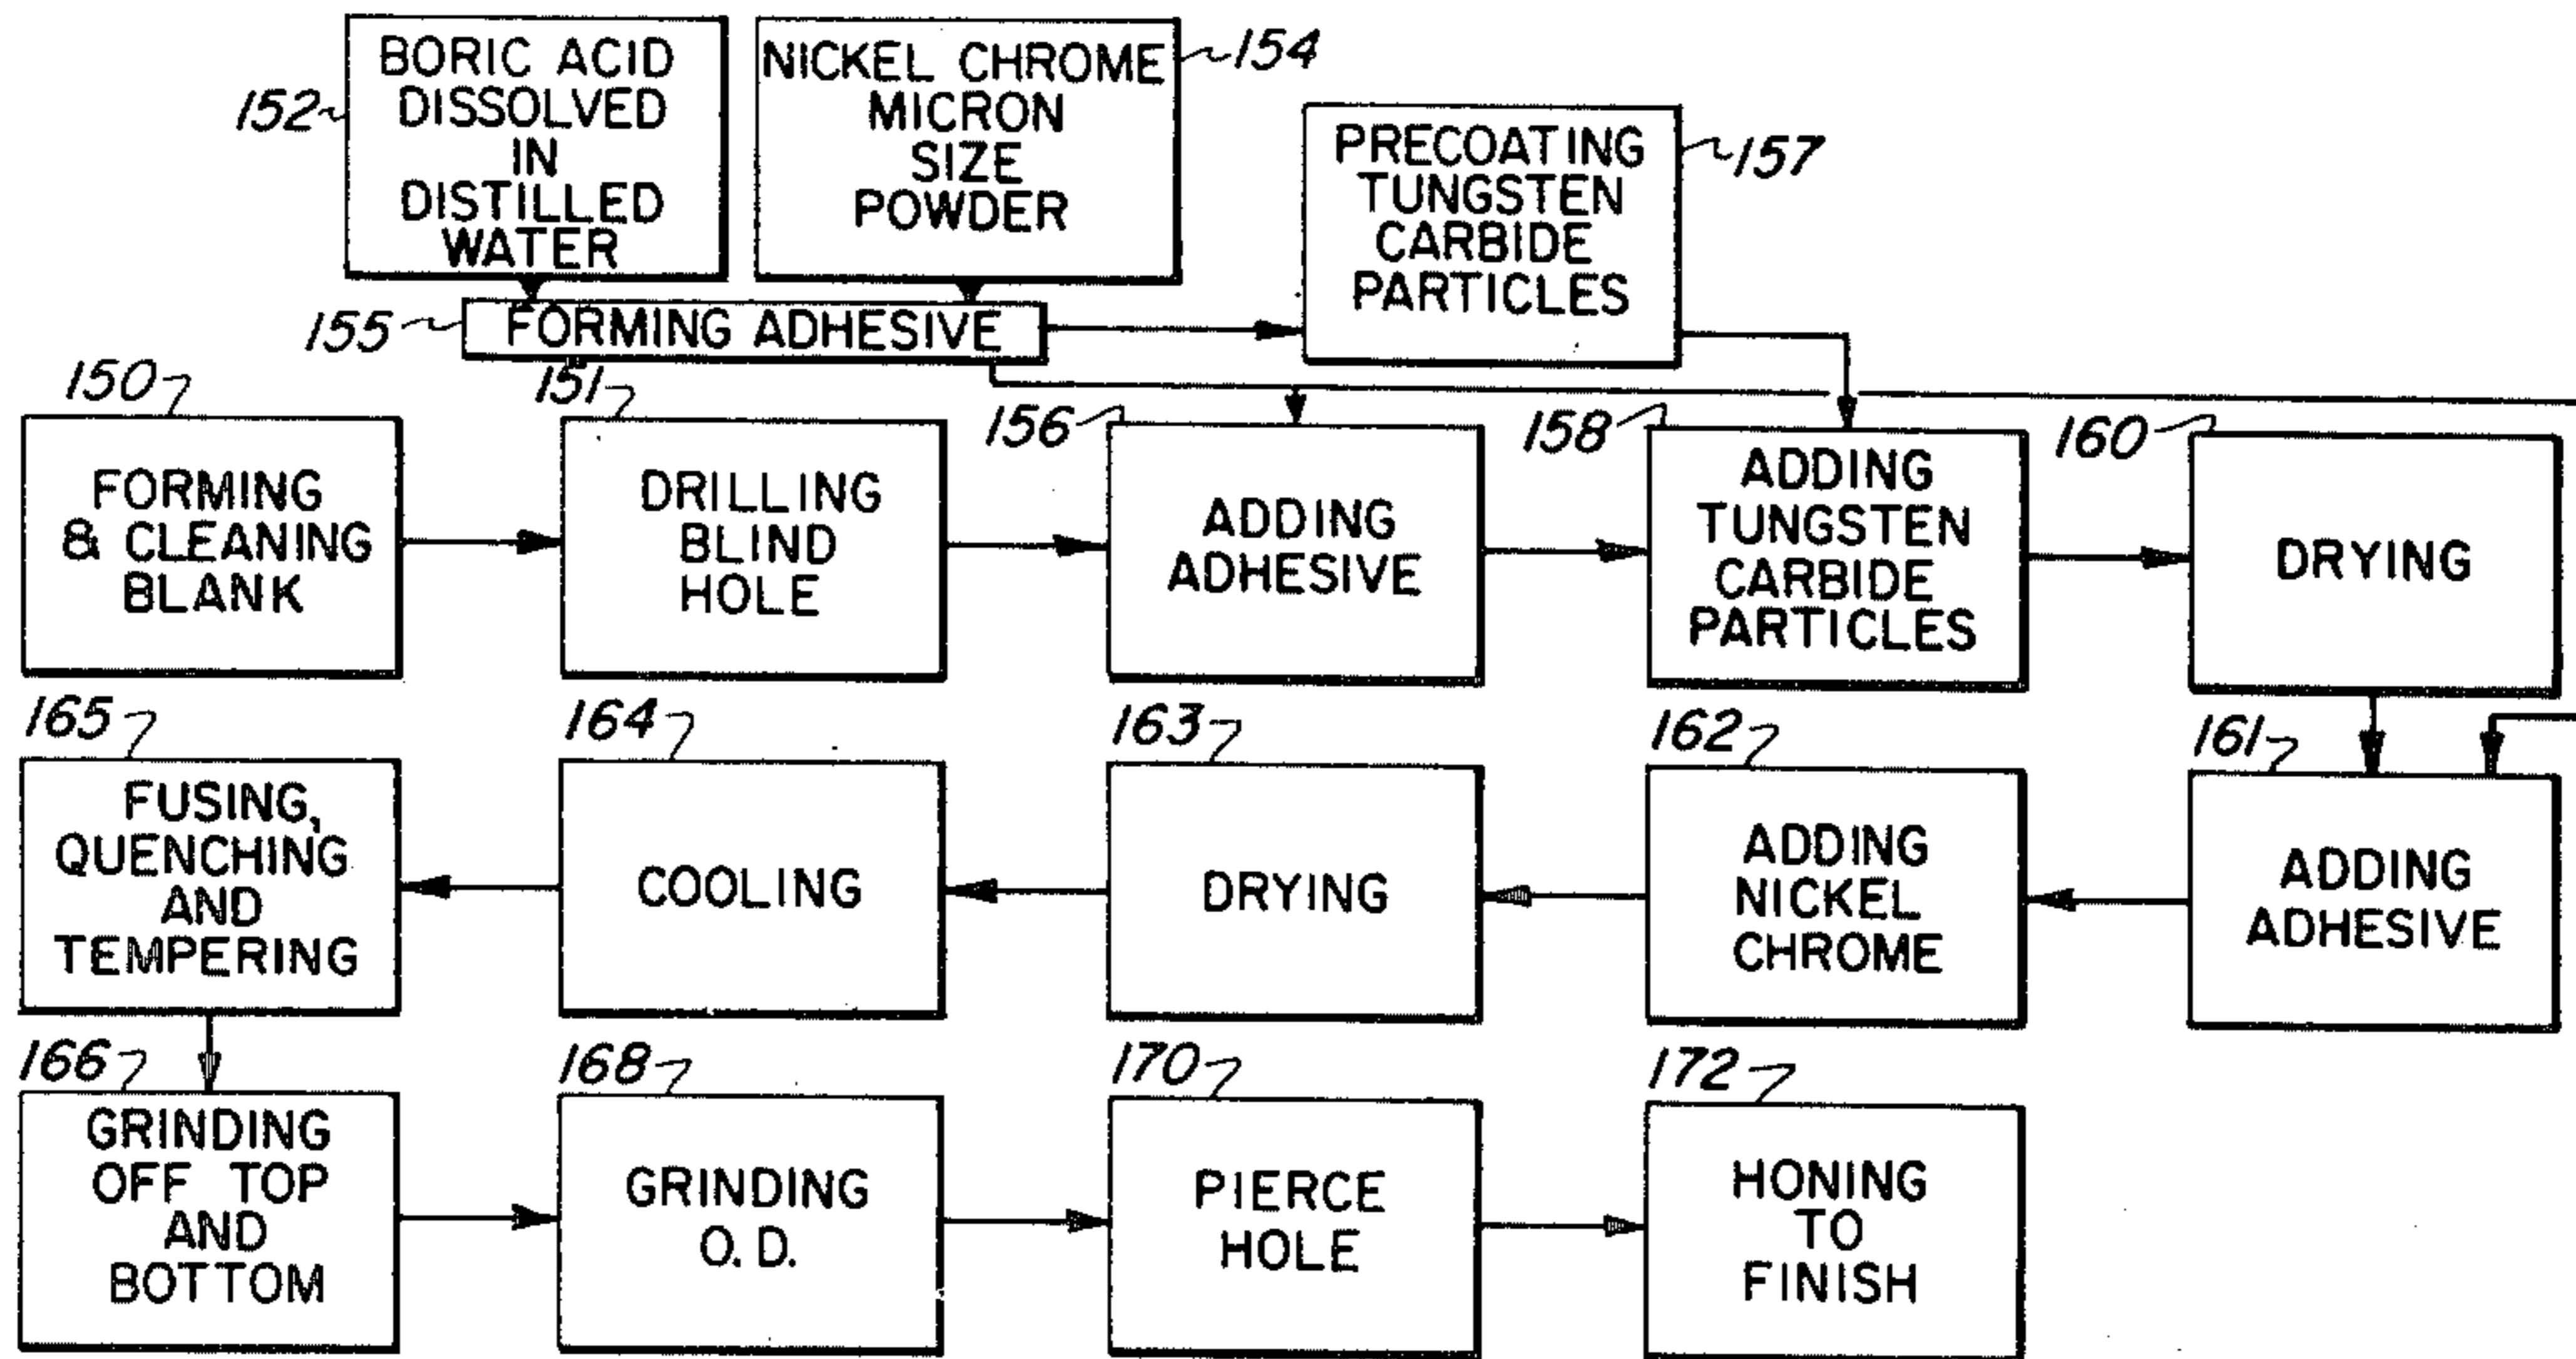 152
BORIC ACID
DISSOLVED
IN
DISTILLED
WATER
NICKEL CHROME
MICRON
SIZE
POWDER
154
PRECOATING
TUNGSTEN
CARBIDE
PARTICLES
157
155
FORMING ADHESIVE
150
FORMING
& CLEANING
BLANK
151
DRILLING
BLIND
HOLE
156
ADDING
ADHESIVE
158
ADDING
TUNGSTEN
CARBIDE
PARTICLES
160
DRYING
165
FUSING,
QUENCHING
AND
TEMPERING
164
COOLING
163
DRYING
162
ADDING
NICKEL
CHROME
161
ADDING
ADHESIVE
166
GRINDING
OFF TOP
AND
BOTTOM
168
GRINDING
O.D.
170
PIERCE
HOLE
172
HONING
TO
FINISH